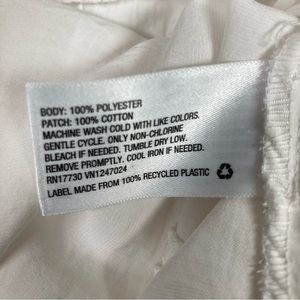 BODY: 100% POLYESTER
PATCH: 100% COTTON
MACHINE WASH COLD WITH LIKE COLORS.
GENTLE CYCLE. ONLY NON-CHLORINE
BLEACH IF NEEDED. TUMBLE DRY LOW.
REMOVE PROMPTLY. COOL IRON IF NEEDED.
RN17730 VN1247024
LABEL MADE FROM 100% RECYCLED PLASTIC